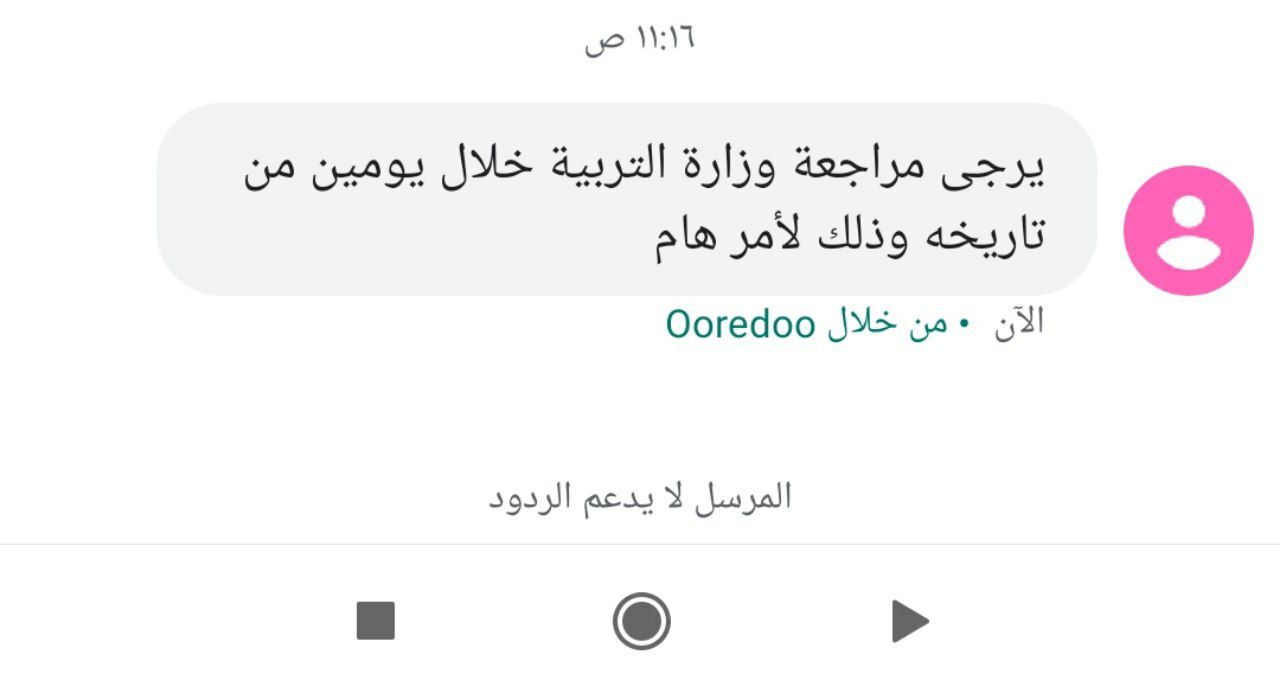 ١١:١٦ ص
يرجى مراجعة وزارة التربية خلال يومين من
تاريخه وذلك لأمر هام
الآن • من خلال Ooredoo
المرسل لا يدعم الردود